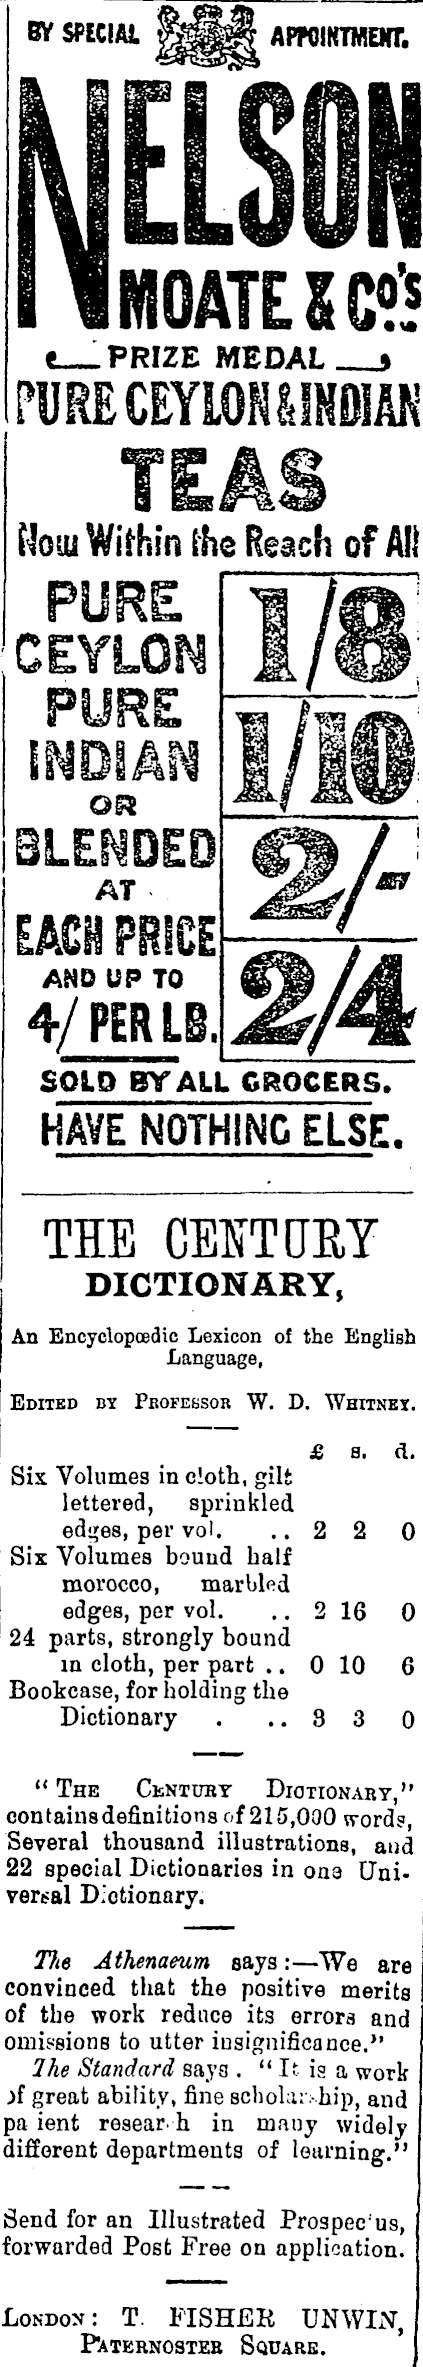 BY SPECIAL APPOINTMENT.
NELSON
MOATE & Co's.
PRIZE MEDAL
PURE CEYLON & INDIAN
TEAS
Now Within the Reach of All
PURE
CEYLON
PURE
INDIAN
OR
BLENDED
AT
EACH PRICE
AND UP TO
4/ PER LB.
1/8
1/10
2/-
2/4
SOLD BY ALL GROCERS.
HAVE NOTHING ELSE.
THE CENTURY
DICTIONARY,
An Encyclopœdic Lexicon of the English
Language,
EDITED BY PROFESSOR W. D. WHITNEY.
£ s. d.
Six Volumes in cloth, gilt
lettered, sprinkled
edges, per vol. .. 2 2 0
Six Volumes bound half
morocco, marbled
edges, per vol. .. 2 16 0
24 parts, strongly bound
in cloth, per part .. 0 10 6
Bookcase, for holding the
Dictionary . .. 3 3 0
"THE CENTURY DICTIONARY,"
contains definitions of 215,000 words,
Several thousand illustrations, and
22 special Dictionaries in one Uni-
versal Dictionary.
The Athenaeum says:—We are
convinced that the positive merits
of the work reduce its errors and
omissions to utter insignificance."
The Standard says. "It is a work
of great ability, fine scholarship, and
patient research in many widely
different departments of learning."
Send for an Illustrated Prospectus,
forwarded Post Free on application.
LONDON: T. FISHER UNWIN,
PATERNOSTER SQUARE.